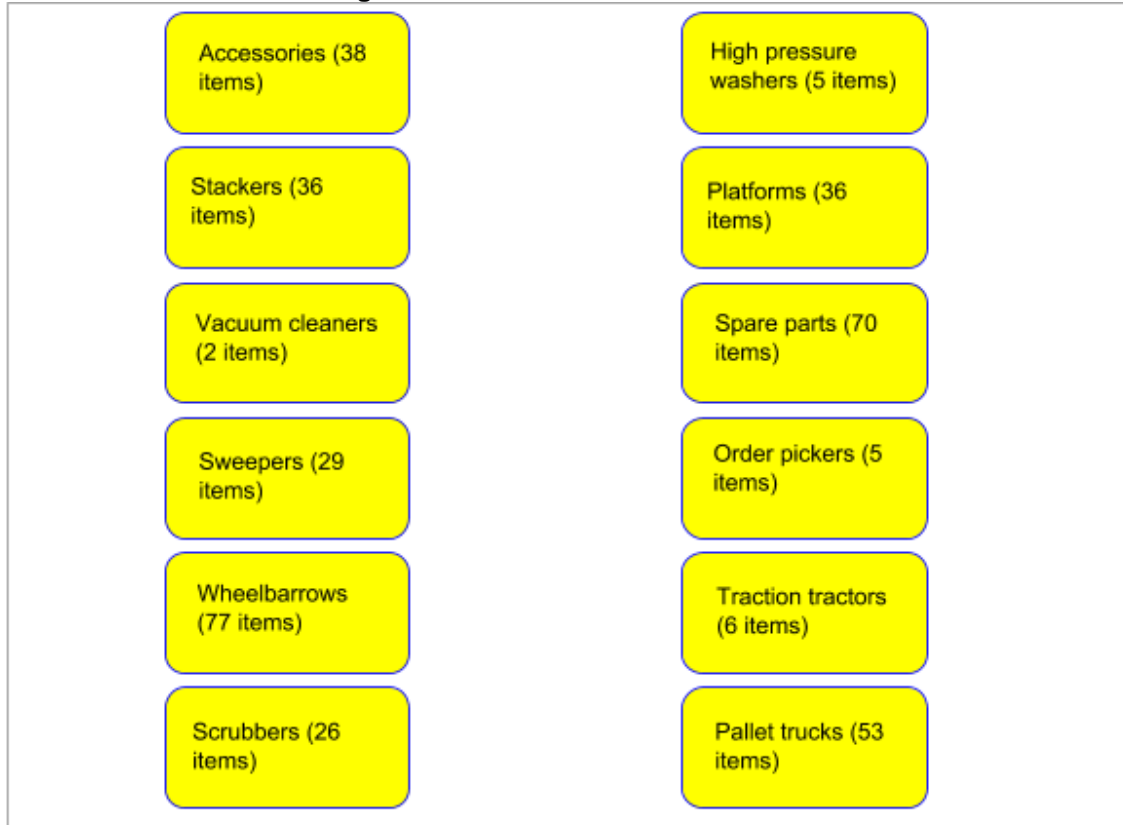 Accessories (38
items)
High pressure
washers (5 items)
Stackers (36
items)
Platforms (36
items)
Vacuum cleaners
(2 items)
Spare parts (70
items)
Sweepers (29
items)
Order pickers (5
items)
Wheelbarrows
(77 items)
Traction tractors
(6 items)
Scrubbers (26
items)
Pallet trucks (53
items)